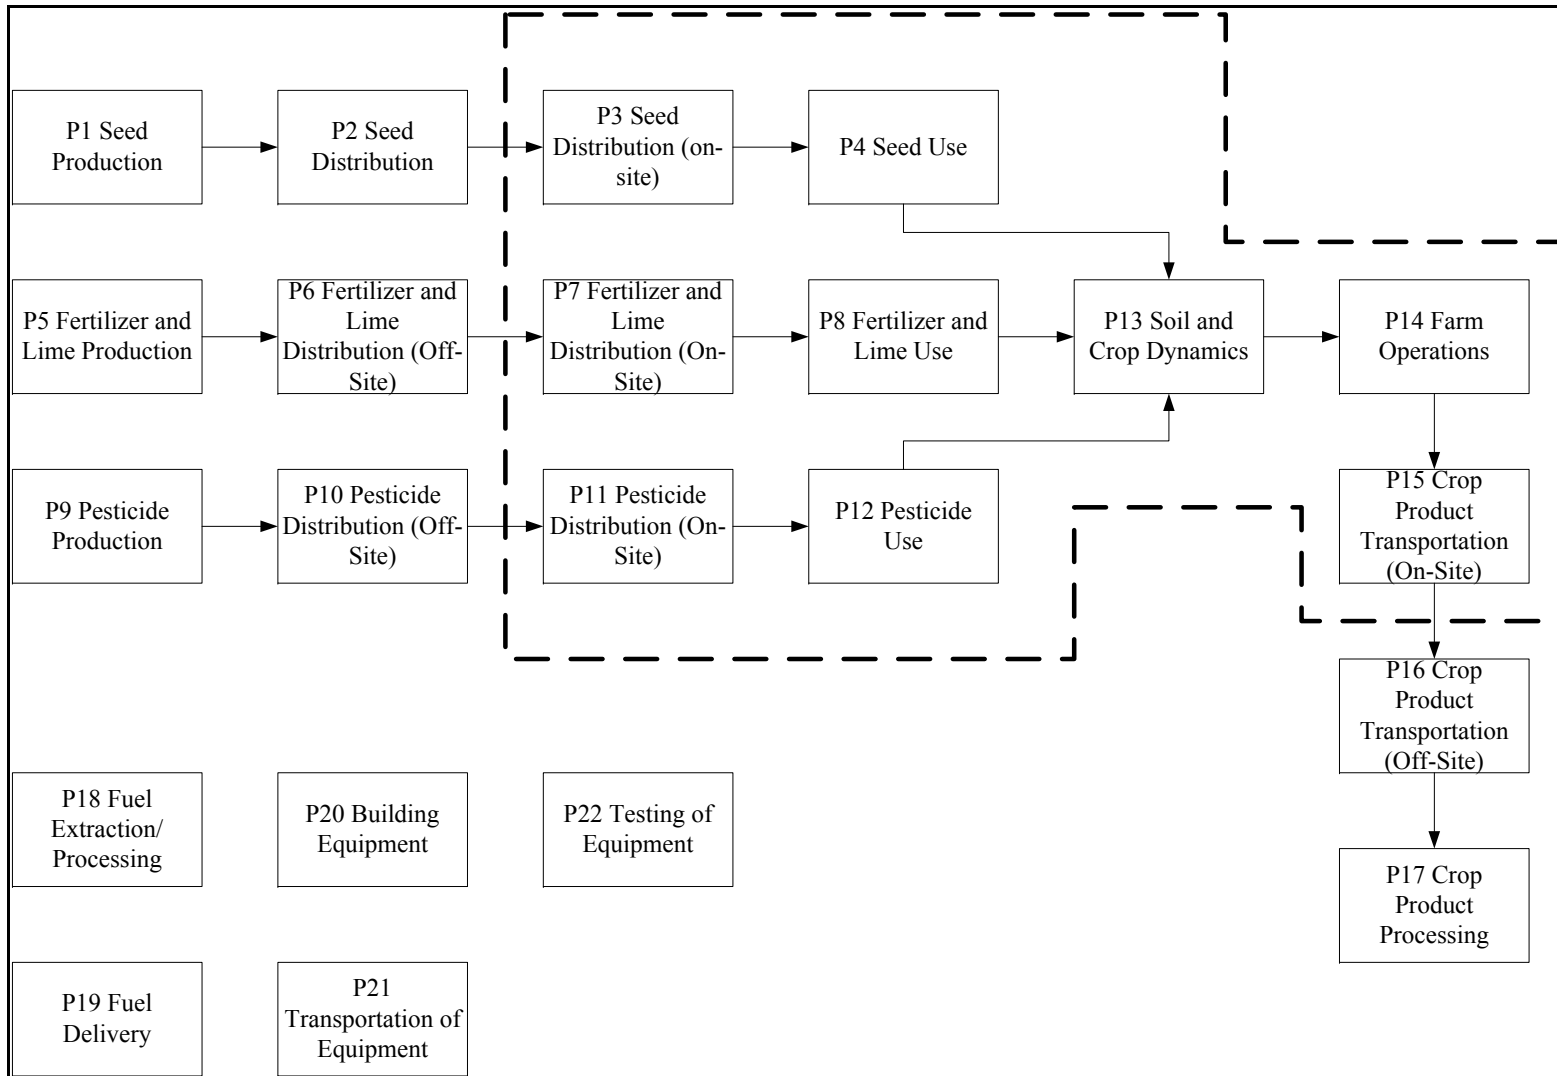 P1 Seed
Production
P2 Seed
Distribution
P3 Seed
Distribution (on-
site)
P4 Seed Use
P5 Fertilizer and
Lime Production
P6 Fertilizer and
Lime
Distribution (Off-
Site)
P7 Fertilizer and
Lime
Distribution (On-
Site)
P8 Fertilizer and
Lime Use
P13 Soil and
Crop Dynamics
P14 Farm
Operations
P9 Pesticide
Production
P10 Pesticide
Distribution (Off-
Site)
P11 Pesticide
Distribution (On-
Site)
P12 Pesticide
Use
P15 Crop
Product
Transportation
(On-Site)
P16 Crop
Product
Transportation
(Off-Site)
P18 Fuel
Extraction/
Processing
P20 Building
Equipment
P22 Testing of
Equipment
P17 Crop
Product
Processing
P19 Fuel
Delivery
P21
Transportation of
Equipment